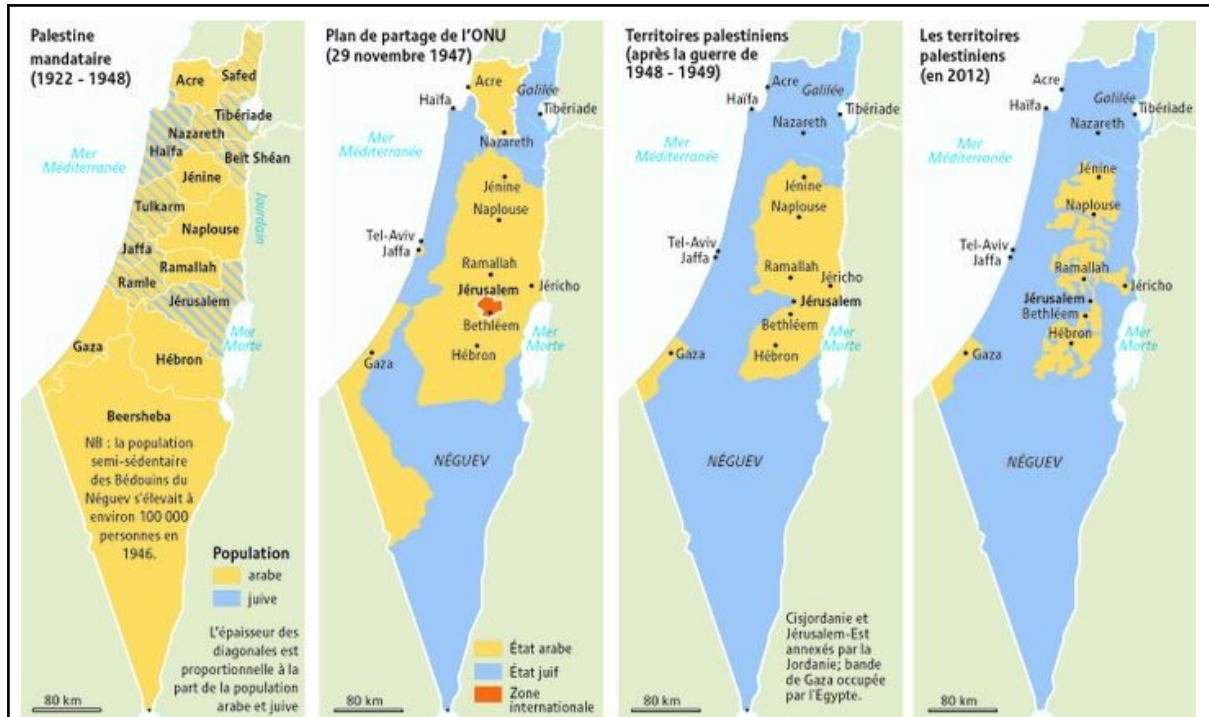 Palestine
mandataire
(1922 - 1948)
Acre
Safed
Tibériade
Nazareth
Haïfa
Beït Shéan
Mer
Méditerranée
Jénine
Jourdain
Tulkarm
Naplouse
Jaffa
Ramallah
Ramle
Jérusalem
Mer
Morte
Gaza
Hébron
Beersheba
NB : la population
semi-sédentaire
des Bédouins du
Néguev s'élevait à
environ 100 000
personnes en
1946.
Population
arabe
juive
L'épaisseur des
diagonales est
proportionnelle à la
part de la population
arabe et juive
80 km
Plan de partage de l'ONU
(29 novembre 1947)
Acre
Galilée
Haïfa
Tibériade
Mer
Méditerranée
Nazareth
Jénine
Naplouse
Tel-Aviv
Jaffa
Ramallah
Jéricho
Jérusalem
Bethléem
Mer
Morte
Hébron
Gaza
NÉGUEV
État arabe
État juif
Zone
internationale
80 km
Territoires palestiniens
(après la guerre de
1948 - 1949)
Acre
Galilée
Haïfa
Tibériade
Nazareth
Mer
Méditerranée
Jénine
Naplouse
Tel-Aviv
Jaffa
Ramallah
Jéricho
Jérusalem
Bethléem
Mer
Morte
Hébron
Gaza
NÉGUEV
Cisjordanie et
Jérusalem-Est
annexés par la
Jordanie; bande
de Gaza occupée
par l'Egypte.
80 km
Les territoires
palestiniens
(en 2012)
Acre
Galilée
Haïfa
Tibériade
Nazareth
Mer
Méditerranée
Jénine
Naplouse
Tel-Aviv
Jaffa
Ramallah
Jéricho
Jérusalem
Bethléem
Mer
Morte
Hébron
Gaza
NÉGUEV
80 km